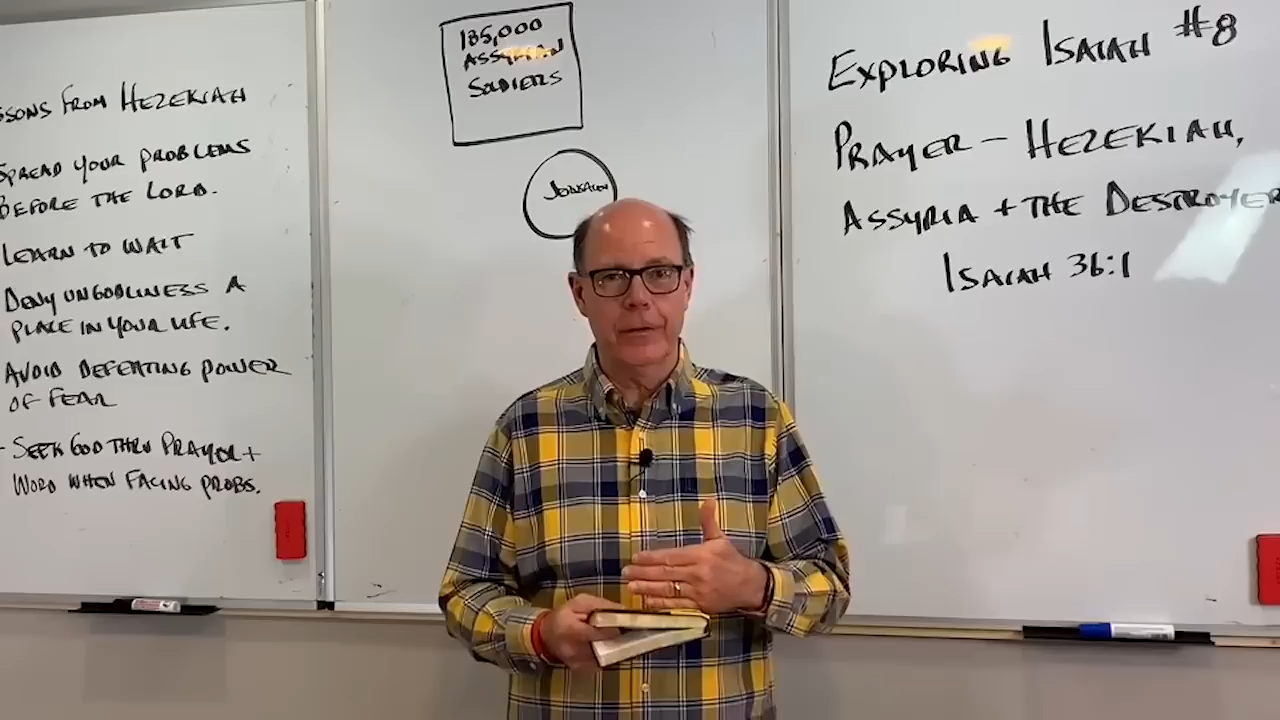 SSONS FROM HEZEKIAH
SPREAD YOUR PROBLEMS
BEFORE THE LORD.
LEARN TO WAIT
DENY UNGODLINESS A
PLACE IN YOUR LIFE.
AVOID DEFEATING POWER
OF FEAR
- SEEK GOD THRU PRAYER +
WORD WHEN FACING PROBS.
185,000
ASSYRIAN
SOLDIERS
JERUSALEM
EXPLORING ISAIAH #8
PRAYER - HEZEKIAH,
ASSYRIA + THE DESTROYER
ISAIAH 36:1